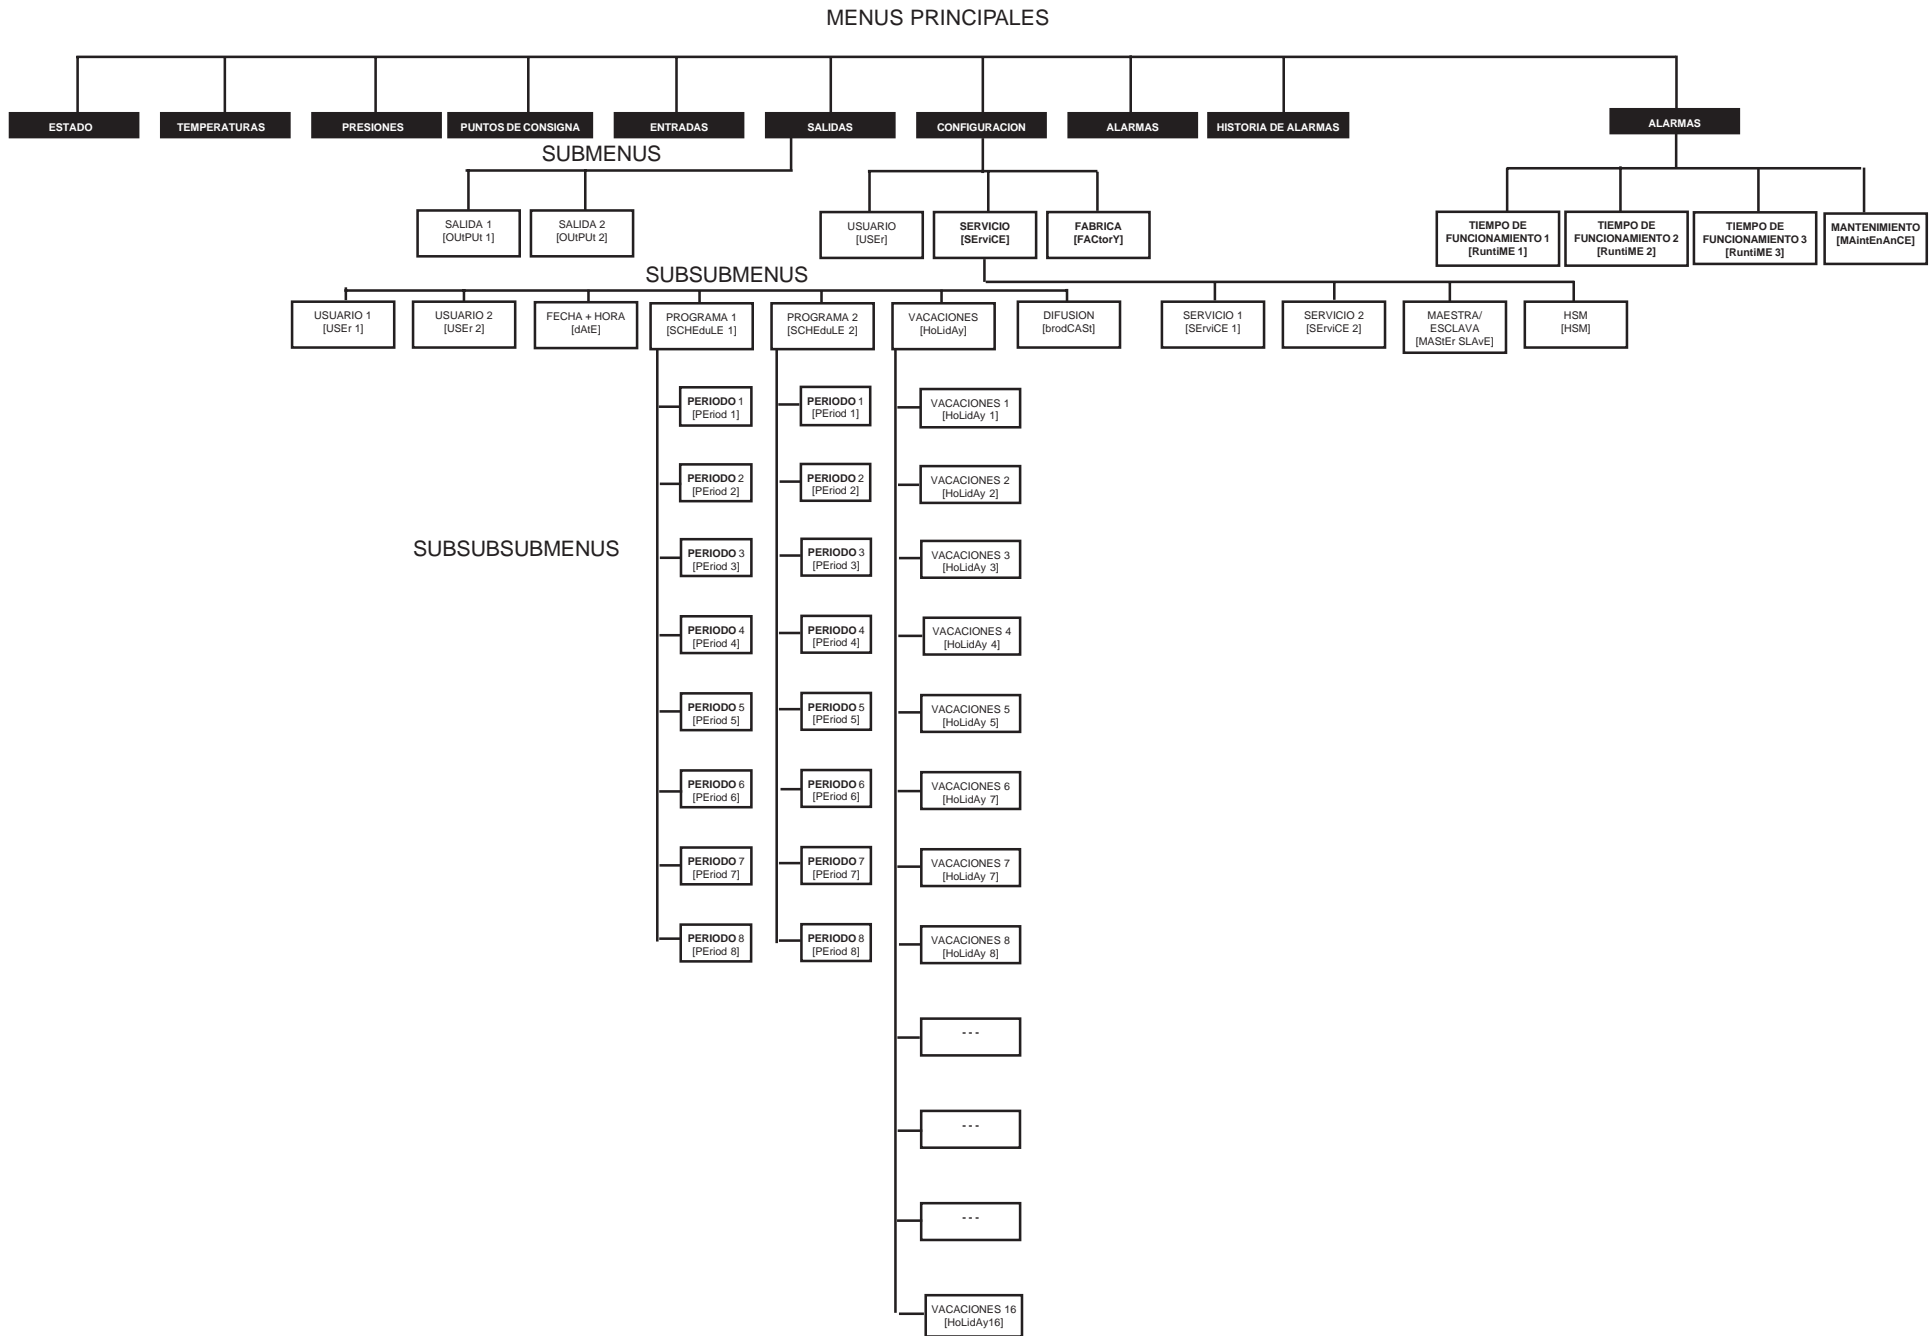 MENUS PRINCIPALES
ESTADO
TEMPERATURAS
PRESIONES
PUNTOS DE CONSIGNA
ENTRADAS
SALIDAS
CONFIGURACION
ALARMAS
HISTORIA DE ALARMAS
ALARMAS
SUBMENUS
SALIDA 1
[OUtPUt 1]
SALIDA 2
[OUtPUt 2]
USUARIO
[USEr]
SERVICIO
[SErviCE]
FABRICA
[FACtorY]
TIEMPO DE
FUNCIONAMIENTO 1
[RuntiME 1]
TIEMPO DE
FUNCIONAMIENTO 2
[RuntiME 2]
TIEMPO DE
FUNCIONAMIENTO 3
[RuntiME 3]
MANTENIMIENTO
[MAintEnAnCE]
SUBSUBMENUS
USUARIO 1
[USEr 1]
USUARIO 2
[USEr 2]
FECHA + HORA
[dAtE]
PROGRAMA 1
[SCHEduLE 1]
PROGRAMA 2
[SCHEduLE 2]
VACACIONES
[HoLidAy]
DIFUSION
[brodCASt]
SERVICIO 1
[SErviCE 1]
SERVICIO 2
[SErviCE 2]
MAESTRA/
ESCLAVA
[MAStEr SLAvE]
HSM
[HSM]
PERIODO 1
[PEriod 1]
PERIODO 1
[PEriod 1]
VACACIONES 1
[HoLidAy 1]
PERIODO 2
[PEriod 2]
PERIODO 2
[PEriod 2]
VACACIONES 2
[HoLidAy 2]
SUBSUBSUBMENUS
PERIODO 3
[PEriod 3]
PERIODO 3
[PEriod 3]
VACACIONES 3
[HoLidAy 3]
PERIODO 4
[PEriod 4]
PERIODO 4
[PEriod 4]
VACACIONES 4
[HoLidAy 4]
PERIODO 5
[PEriod 5]
PERIODO 5
[PEriod 5]
VACACIONES 5
[HoLidAy 5]
PERIODO 6
[PEriod 6]
PERIODO 6
[PEriod 6]
VACACIONES 6
[HoLidAy 7]
PERIODO 7
[PEriod 7]
PERIODO 7
[PEriod 7]
VACACIONES 7
[HoLidAy 7]
PERIODO 8
[PEriod 8]
PERIODO 8
[PEriod 8]
VACACIONES 8
[HoLidAy 8]
- - -
- - -
- - -
VACACIONES 16
[HoLidAy16]